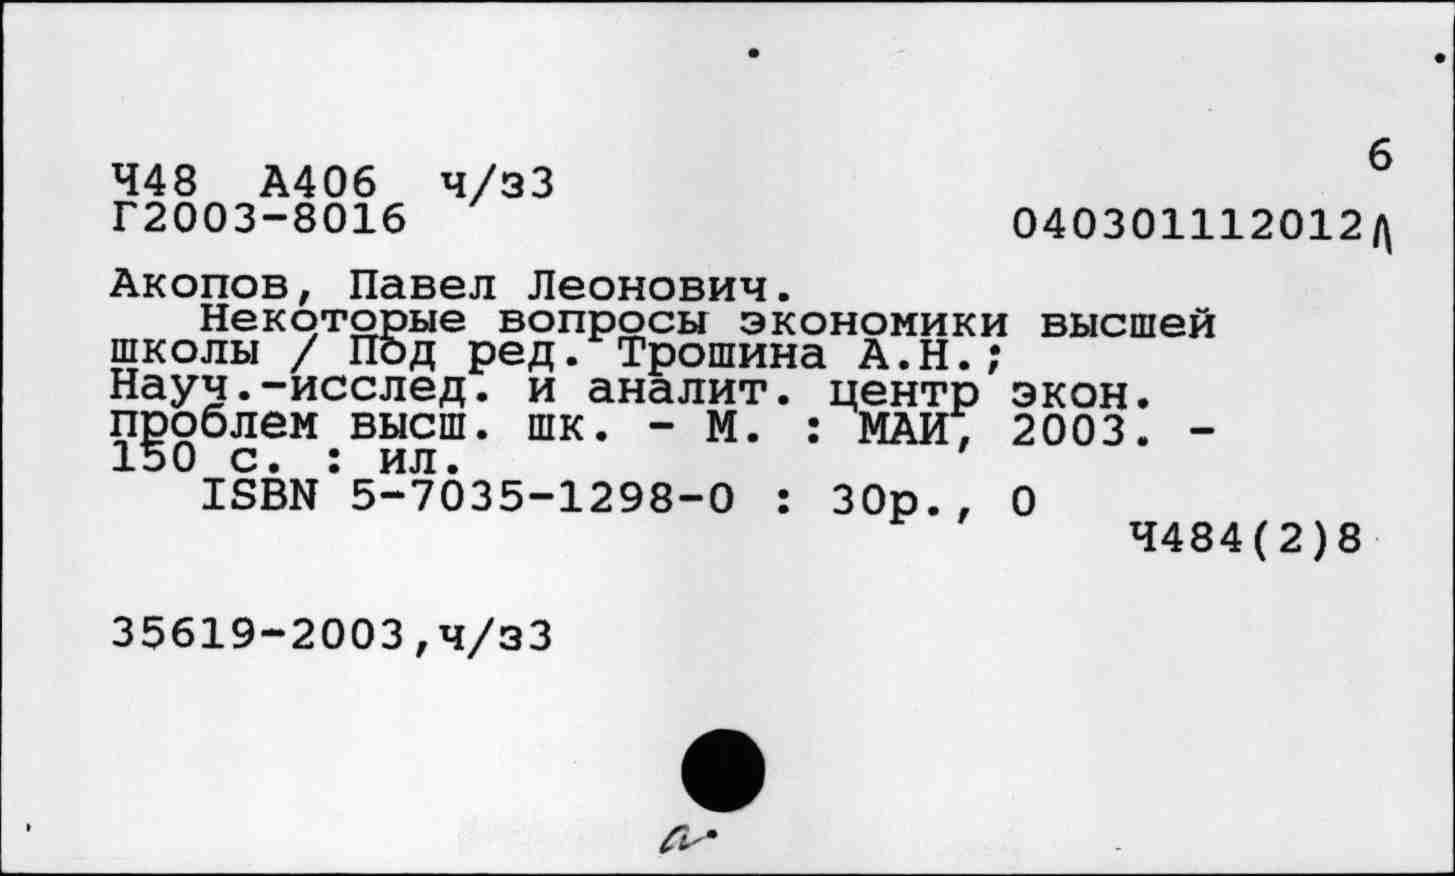 б
Ч48 А406 ч/з3
Г2003-8016 040301112012
Акопов, Павел Леонович.
Некоторые вопросы экономики высшей
школы / Под ред. Трошина А.Н.;
Науч.-исслед. и аналит. центр экон.
проблем высш. шк. - М. : МАИ, 2003. -
150 с. : ил.
ISBN 5-7035-1298-0 : 30р., 0
Ч484(2)8
35619-2003,ч/з3